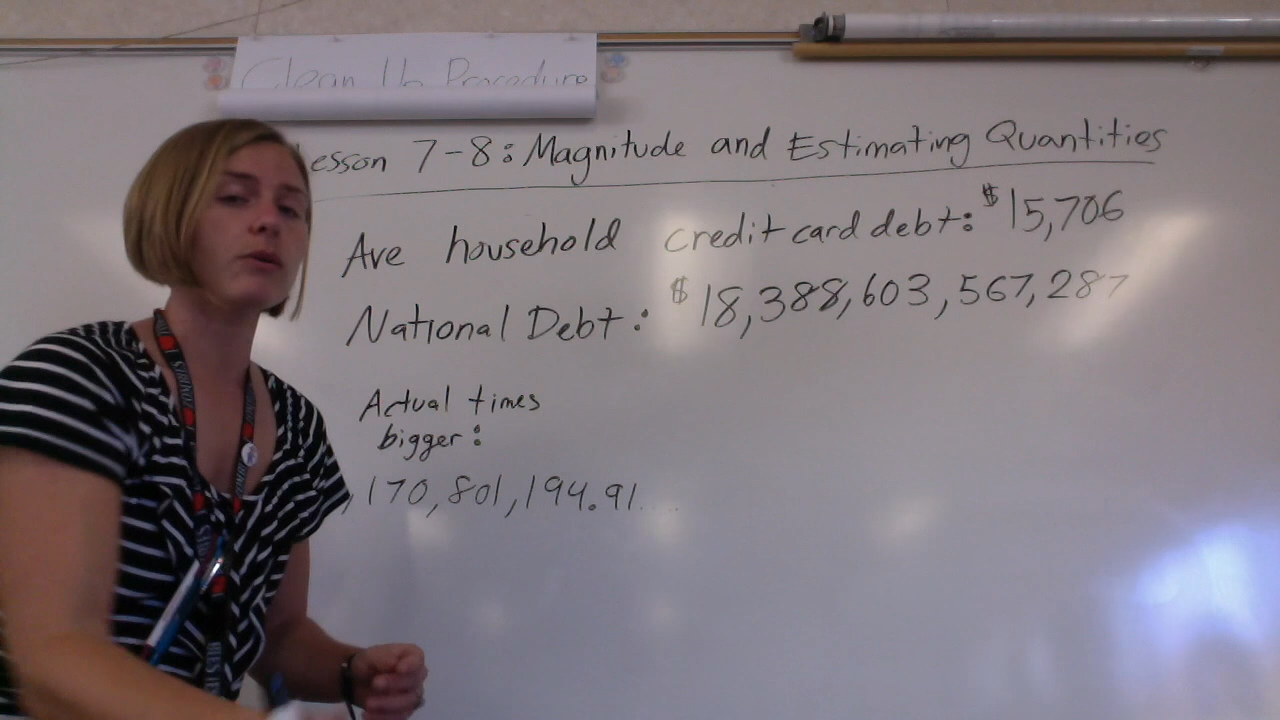 Clean Up Procedure
Lesson 7-8: Magnitude and Estimating Quantities
Ave household credit card debt: $15,706
National Debt: $18,388,603,567,287
Actual times
bigger:
,170,801,194.91....